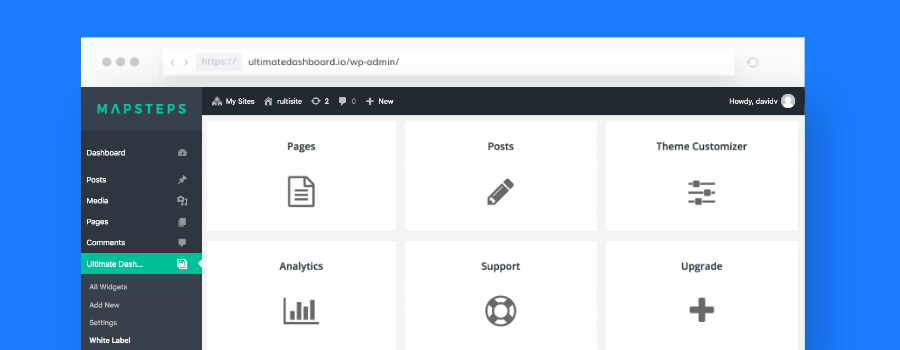 https:// ultimatedashboard.io/wp-admin/
MAPSTEPS
My Sites rultisite 2 0 New
Howdy, davidv
Dashboard
Posts
Media
Pages
Comments
Ultimate Dash...
All Widgets
Add New
Settings
White Label
Pages
Posts
Theme Customizer
Analytics
Support
Upgrade